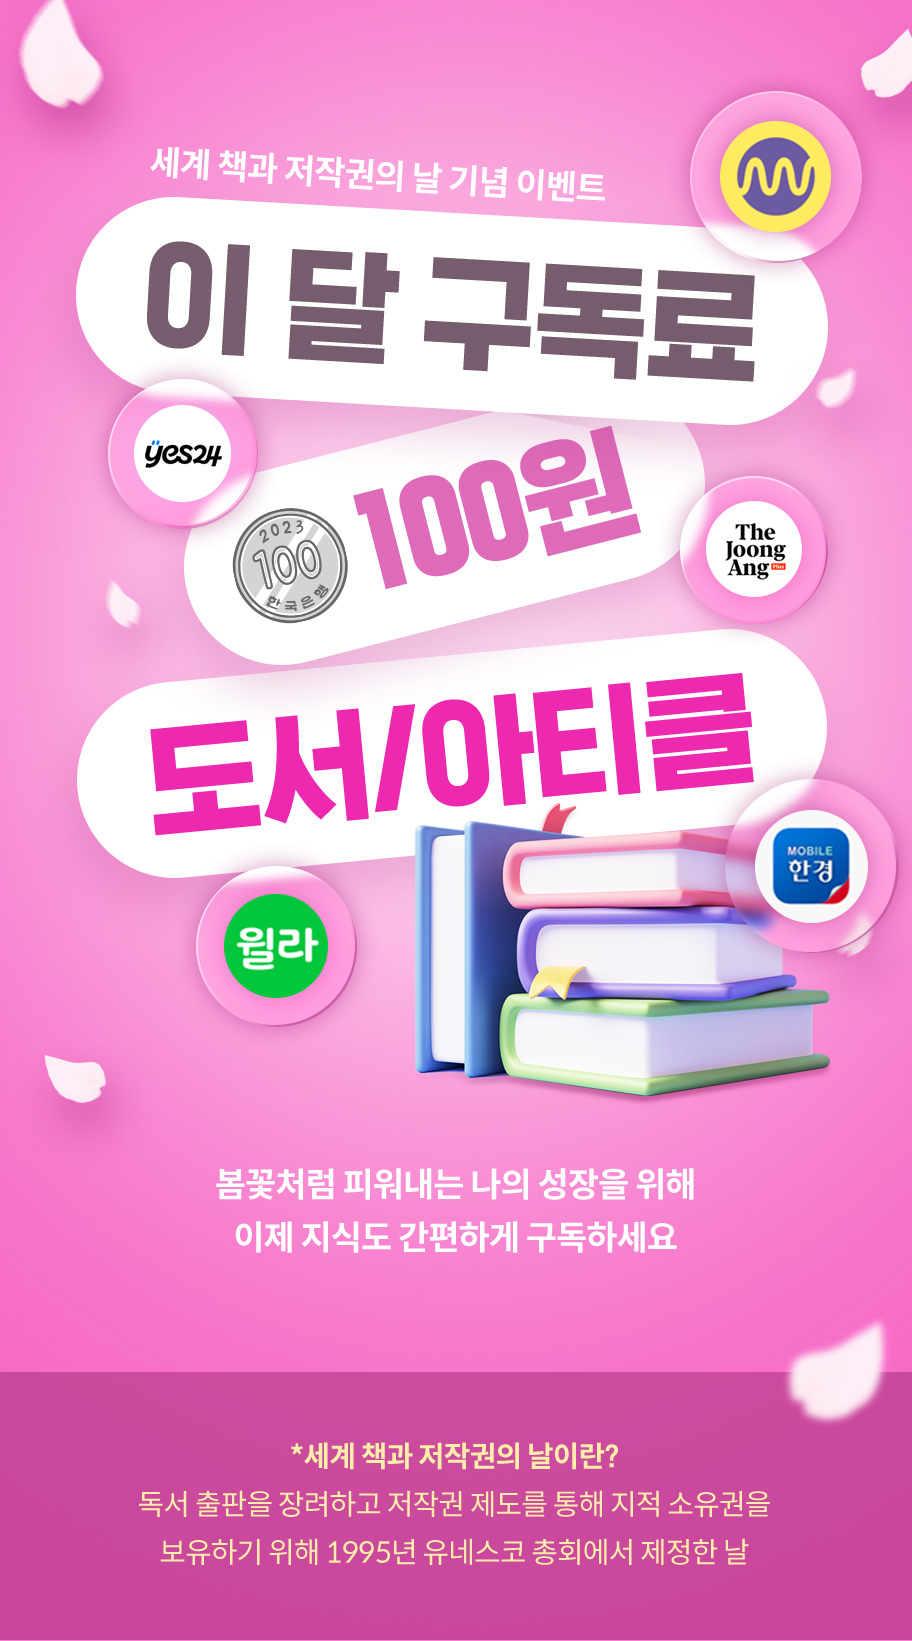 세계 책과 저작권의 날 기념 이벤트
이 달 구독료
yes24
2023
100
한국은행
100원
The
JoongAng
Plus
도서/아티클
MOBILE
한경
윌라
봄꽃처럼 피워내는 나의 성장을 위해
이제 지식도 간편하게 구독하세요
*세계 책과 저작권의 날이란?
독서 출판을 장려하고 저작권 제도를 통해 지적 소유권을
보유하기 위해 1995년 유네스코 총회에서 제정한 날